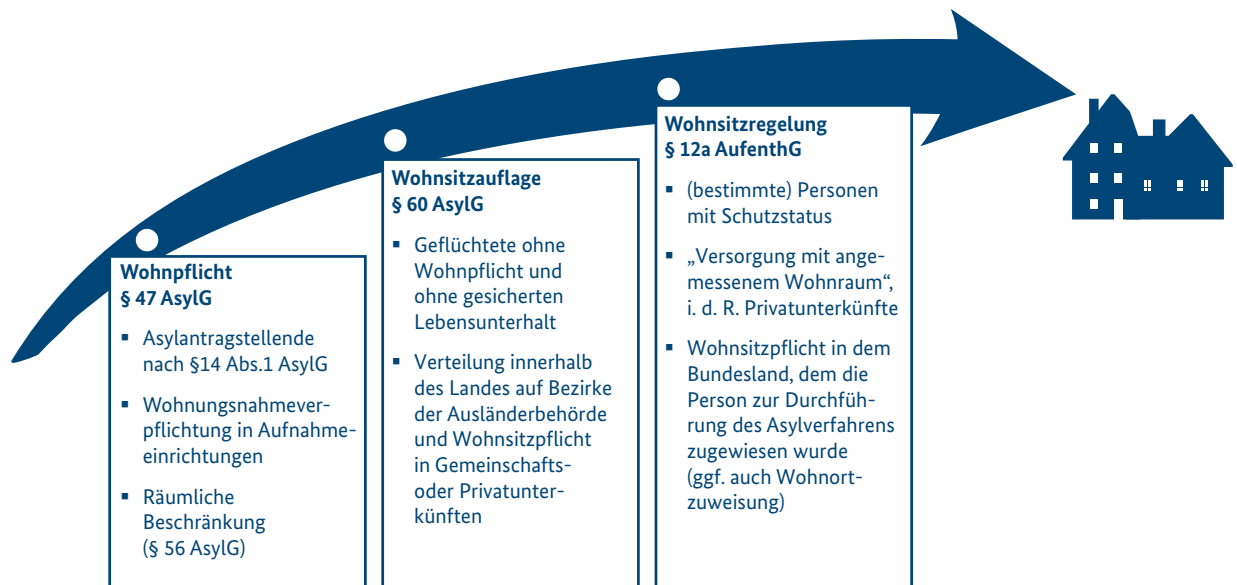 Wohnpflicht
§ 47 AsylG
▪ Asylantragstellende
nach §14 Abs.1 AsylG
▪ Wohnungsnahmever-
pflichtung in Aufnahme-
einrichtungen
▪ Räumliche
Beschränkung
(§ 56 AsylG)
Wohnsitzauflage
§ 60 AsylG
▪ Geflüchtete ohne
Wohnpflicht und
ohne gesicherten
Lebensunterhalt
▪ Verteilung innerhalb
des Landes auf Bezirke
der Ausländerbehörde
und Wohnsitzpflicht
in Gemeinschafts-
oder Privatunter-
künften
Wohnsitzregelung
§ 12a AufenthG
▪ (bestimmte) Personen
mit Schutzstatus
▪ „Versorgung mit ange-
messenem Wohnraum“,
i. d. R. Privatunterkünfte
▪ Wohnsitzpflicht in dem
Bundesland, dem die
Person zur Durchfüh-
rung des Asylverfahrens
zugewiesen wurde
(ggf. auch Wohnort-
zuweisung)